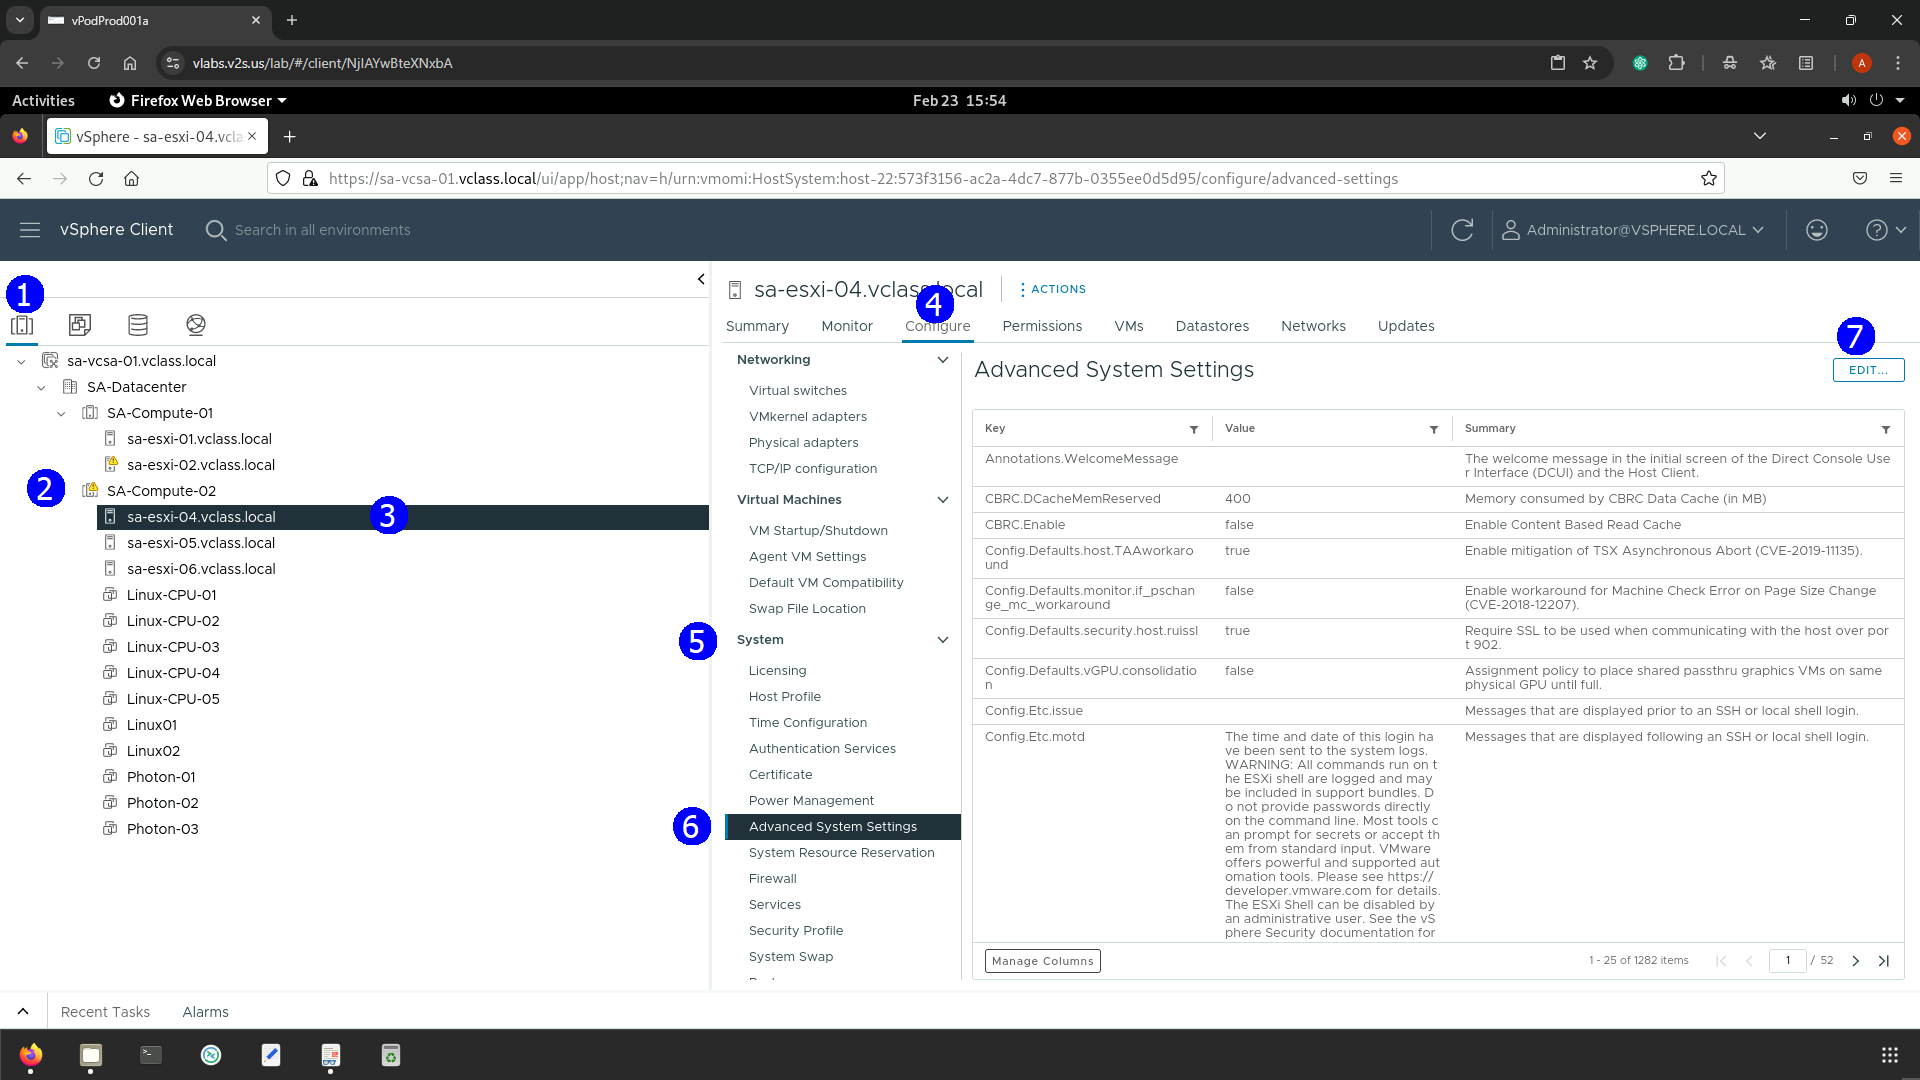 vPodProd001a
vlabs.v2s.us/lab/#/client/NjIAYwBteXNxbA
A
Activities
Firefox Web Browser
Feb 23 15:54
vSphere - sa-esxi-04.vcla
https://sa-vcsa-01.vclass.local/ui/app/host;nav=h/urn:vmomi:HostSystem:host-22:573f3156-ac2a-4dc7-877b-0355ee0d5d95/configure/advanced-settings
vSphere Client
Search in all environments
Administrator@VSPHERE.LOCAL
1
sa-vcsa-01.vclass.local
SA-Datacenter
SA-Compute-01
sa-esxi-01.vclass.local
sa-esxi-02.vclass.local
2
SA-Compute-02
sa-esxi-04.vclass.local
3
sa-esxi-05.vclass.local
sa-esxi-06.vclass.local
Linux-CPU-01
Linux-CPU-02
Linux-CPU-03
Linux-CPU-04
Linux-CPU-05
Linux01
Linux02
Photon-01
Photon-02
Photon-03
sa-esxi-04.vclass.local
ACTIONS
4
Summary
Monitor
Configure
Permissions
VMs
Datastores
Networks
Updates
Networking
Virtual switches
VMkernel adapters
Physical adapters
TCP/IP configuration
Virtual Machines
VM Startup/Shutdown
Agent VM Settings
Default VM Compatibility
Swap File Location
5
System
Licensing
Host Profile
Time Configuration
Authentication Services
Certificate
Power Management
6
Advanced System Settings
System Resource Reservation
Firewall
Services
Security Profile
System Swap
Advanced System Settings
7
EDIT...
Key
Value
Summary
Annotations.WelcomeMessage
The welcome message in the initial screen of the Direct Console Use
r Interface (DCUI) and the Host Client.
CBRC.DCacheMemReserved
400
Memory consumed by CBRC Data Cache (in MB)
CBRC.Enable
false
Enable Content Based Read Cache
Config.Defaults.host.TAAworkaro
und
true
Enable mitigation of TSX Asynchronous Abort (CVE-2019-11135).
Config.Defaults.monitor.if_pschan
ge_mc_workaround
false
Enable workaround for Machine Check Error on Page Size Change
(CVE-2018-12207).
Config.Defaults.security.host.ruissl
true
Require SSL to be used when communicating with the host over por
t 902.
Config.Defaults.vGPU.consolidatio
n
false
Assignment policy to place shared passthru graphics VMs on same
physical GPU until full.
Config.Etc.issue
Messages that are displayed prior to an SSH or local shell login.
Config.Etc.motd
The time and date of this login ha
ve been sent to the system logs.
WARNING: All commands run on t
he ESXi shell are logged and may
be included in support bundles. D
o not provide passwords directly
on the command line. Most tools c
an prompt for secrets or accept th
em from standard input. VMware
offers powerful and supported aut
omation tools. Please see https://
developer.vmware.com for details.
The ESXi Shell can be disabled by
an administrative user. See the vS
phere Security documentation for
Messages that are displayed following an SSH or local shell login.
Manage Columns
1 - 25 of 1282 items
1 / 52
Recent Tasks
Alarms